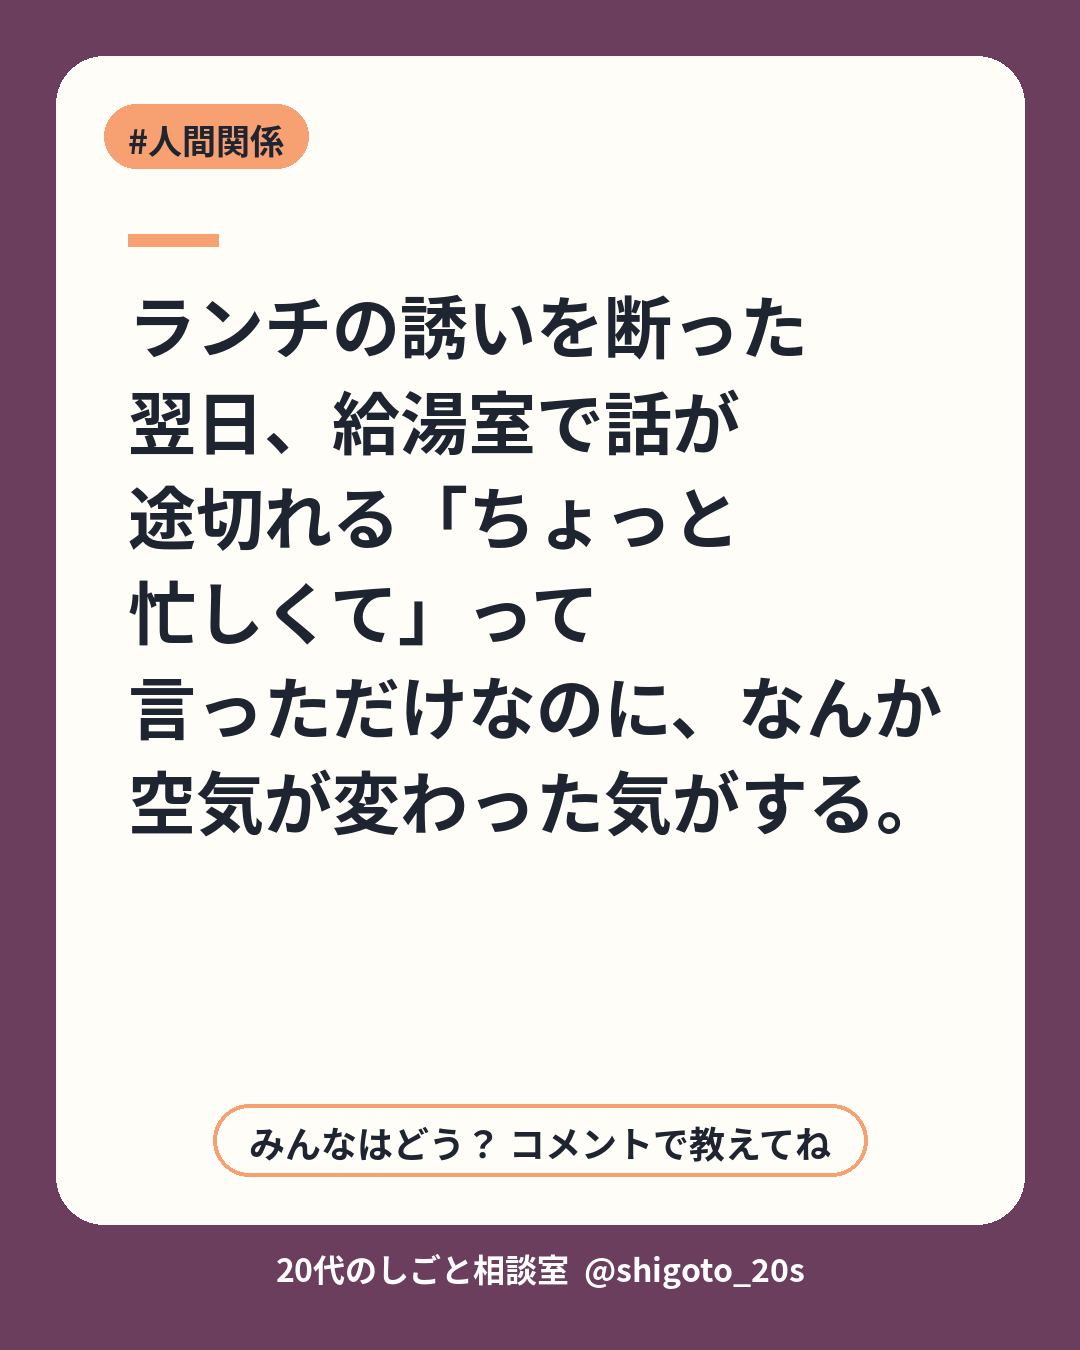 #人間関係
ランチの誘いを断った
翌日、給湯室で話が
途切れる「ちょっと
忙しくて」って
言っただけなのに、なんか
空気が変わった気がする。
みんなはどう？ コメントで教えてね
20代のしごと相談室 @shigoto_20s